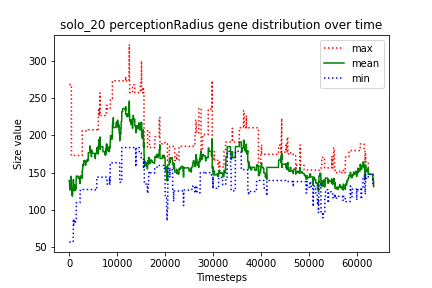 solo_20 perceptionRadius gene distribution over time
max
mean
min
Size value
300
250
200
150
100
50
0
10000
20000
30000
40000
50000
60000
Timesteps